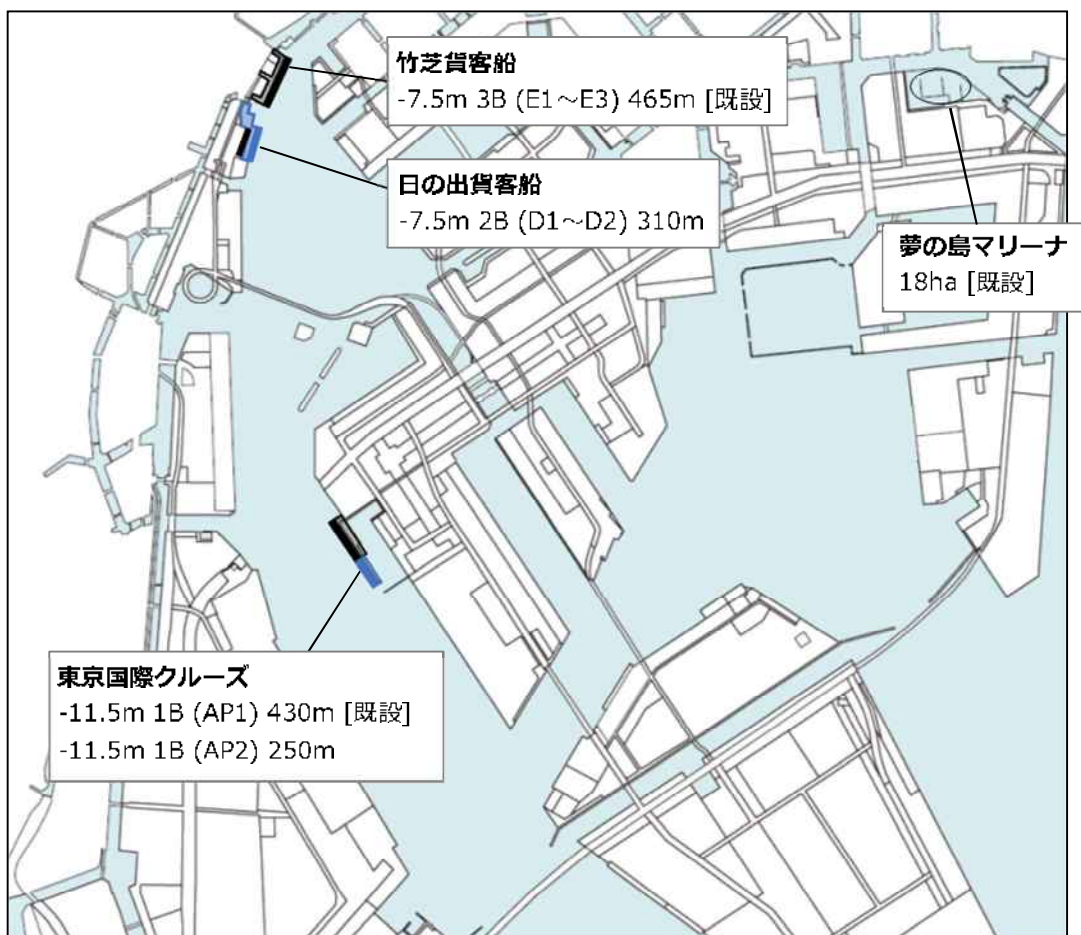 竹芝貨客船
-7.5m 3B (E1～E3) 465m [既設]
日の出貨客船
-7.5m 2B (D1～D2) 310m
夢の島マリーナ
18ha [既設]
東京国際クルーズ
-11.5m 1B (AP1) 430m [既設]
-11.5m 1B (AP2) 250m